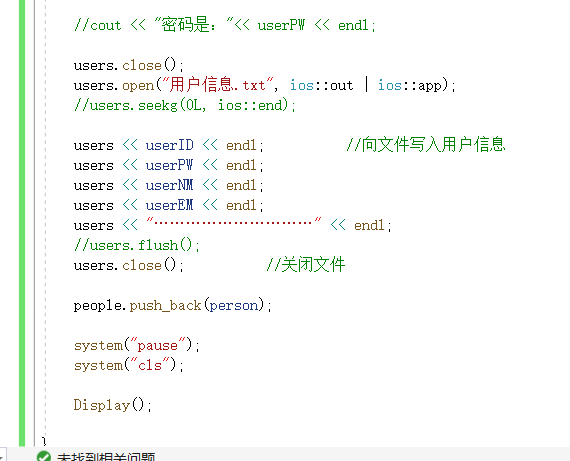 //cout << "密码是："<< userPW << endl;
users.close();
users.open("用户信息.txt", ios::out | ios::app);
//users.seekg(0L, ios::end);
users << userID << endl; //向文件写入用户信息
users << userPW << endl;
users << userNM << endl;
users << userEM << endl;
users << "…………………………" << endl;
//users.flush();
users.close(); //关闭文件
people.push_back(person);
system("pause");
system("cls");
Display();
}
未找到相关问题